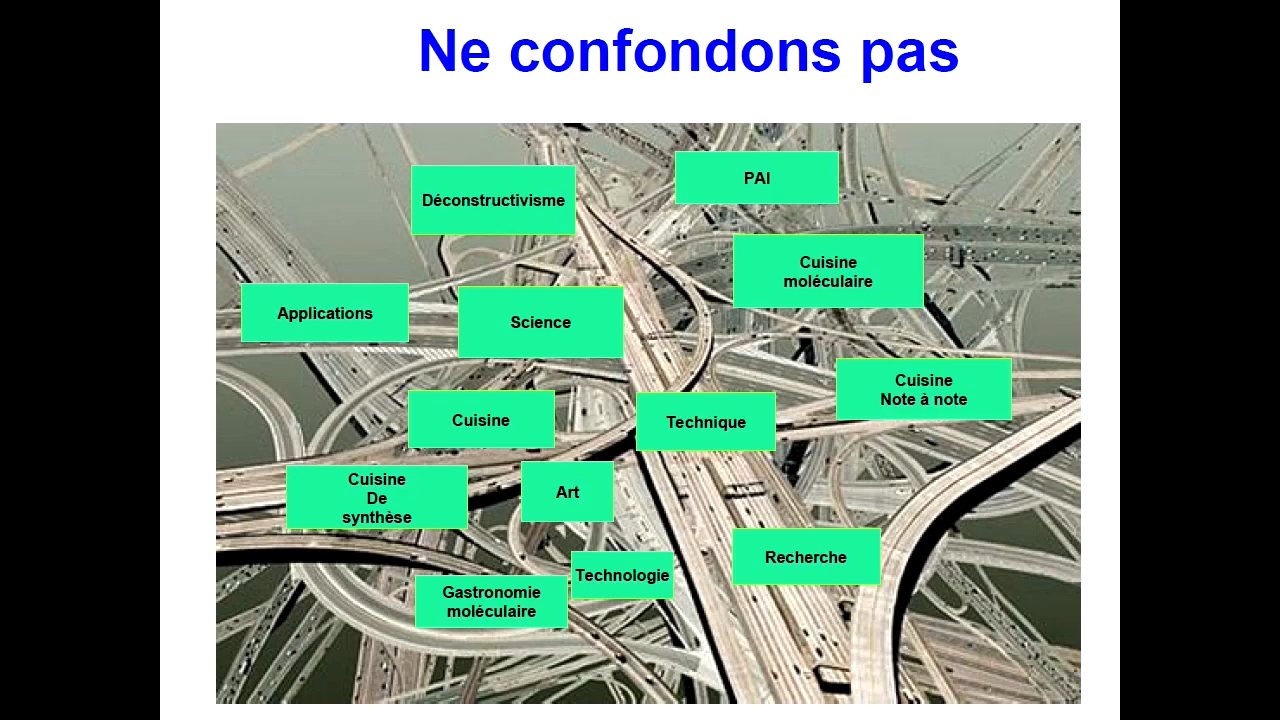 Ne confondons pas
PAI
Déconstructivisme
Cuisine
moléculaire
Applications
Science
Cuisine
Note à note
Cuisine
Technique
Cuisine
De
synthèse
Art
Recherche
Technologie
Gastronomie
moléculaire